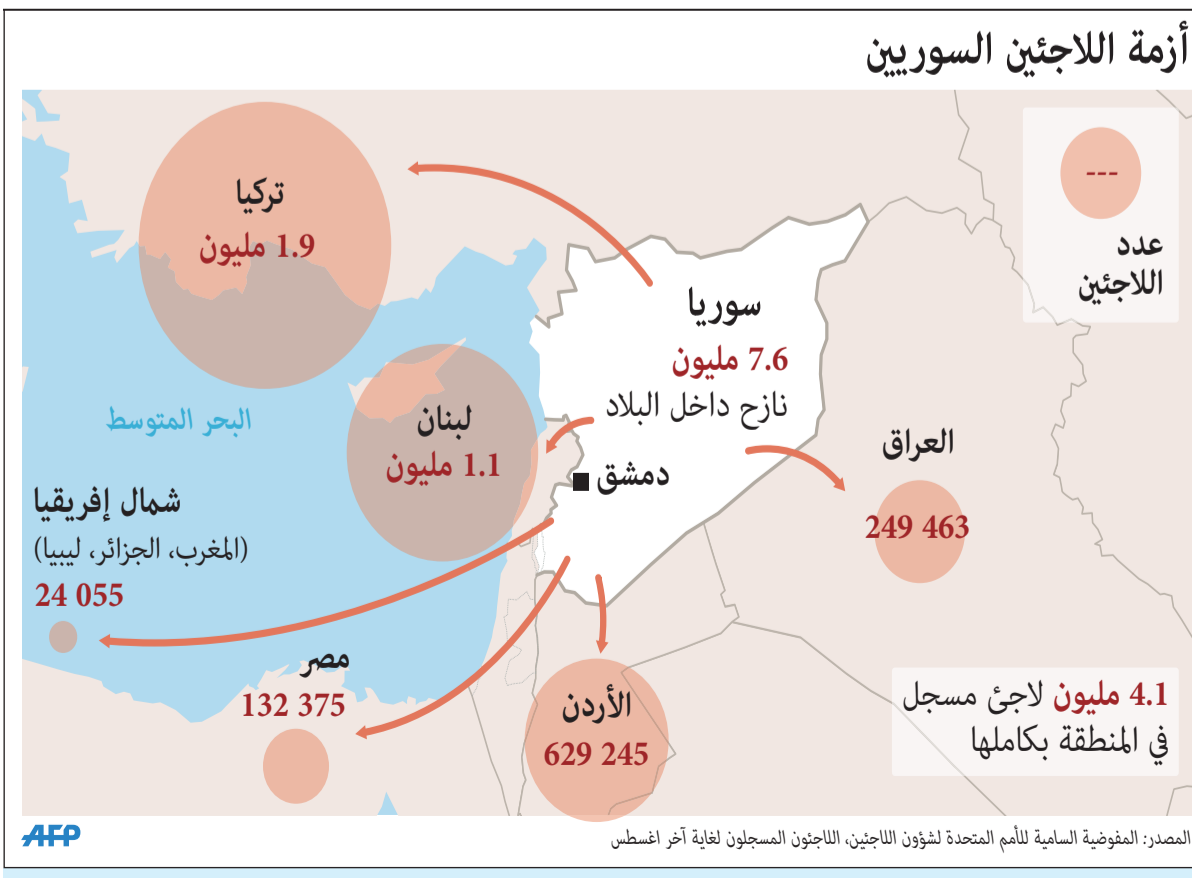 أزمة اللاجئين السوريين
---
عدد
اللاجئين
تركيا
1.9 مليون
سوريا
7.6 مليون
نازح داخل البلاد
دمشق
لبنان
1.1 مليون
البحر المتوسط
العراق
249 463
شمال إفريقيا
(المغرب، الجزائر، ليبيا)
24 055
مصر
132 375
الأردن
629 245
4.1 مليون لاجئ مسجل
في المنطقة بكاملها
المصدر: المفوضية السامية للأمم المتحدة لشؤون اللاجئين، اللاجئون المسجلون لغاية آخر اغسطس
AFP